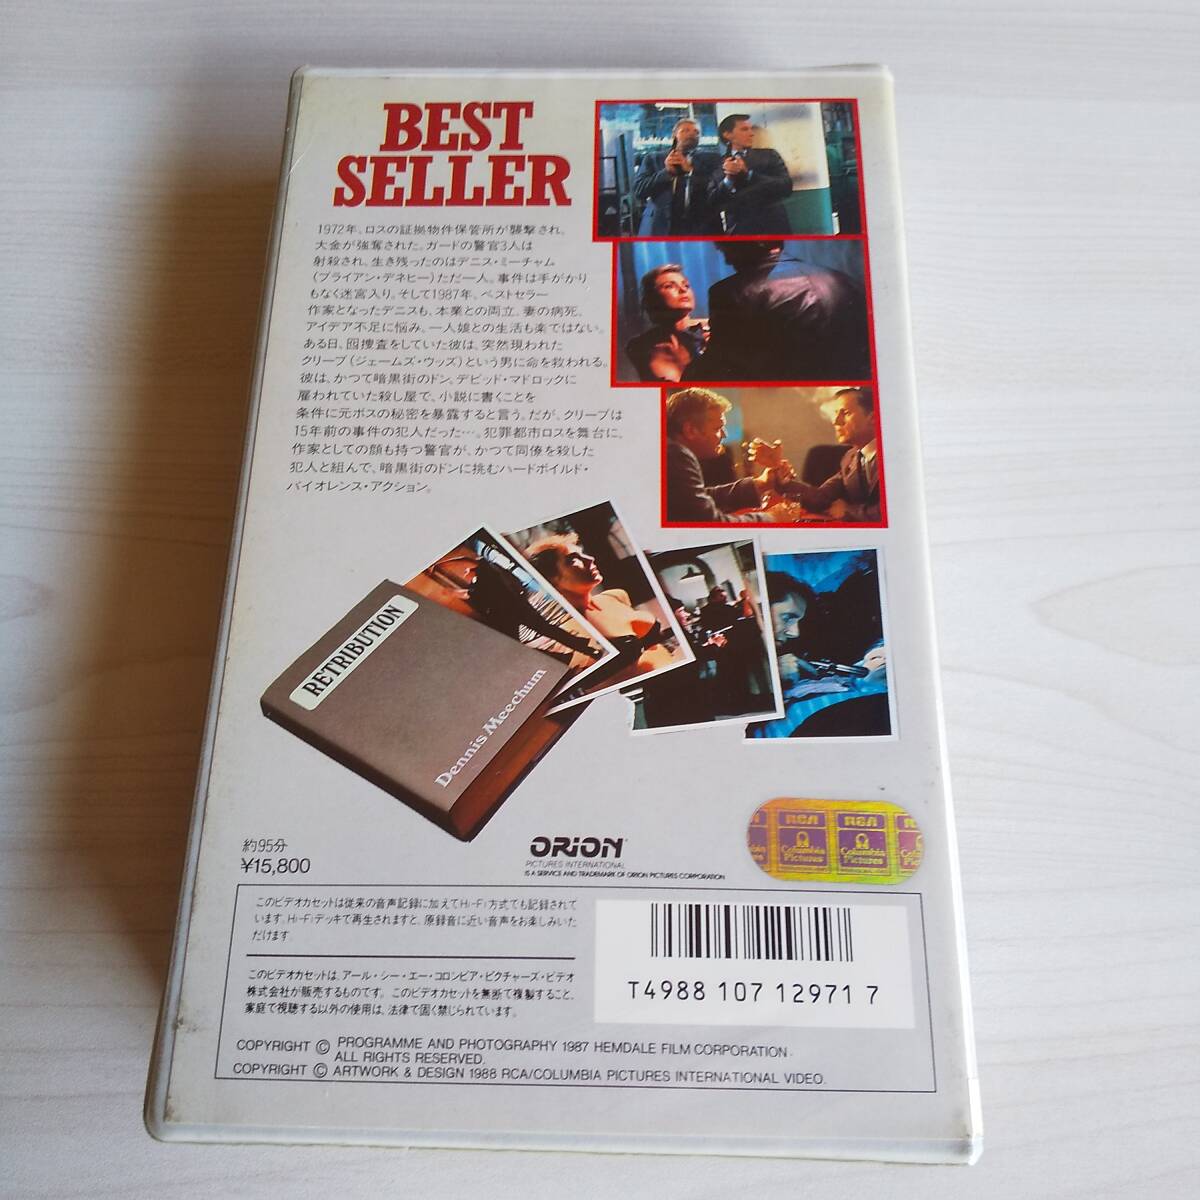 BEST
SELLER
1972年、ロスの証拠物件保管所が襲撃され、
大金が強奪された。ガードの警官3人は
射殺され、生き残ったのはデニス・ミーチャム
(ブライアン・デネヒー)ただ一人。事件は手がかり
もなく迷宮入り。そして1987年、ベストセラー
作家となったデニスも、本業との両立、妻の病死、
アイデア不足に悩み、一人娘との生活も楽ではない。
ある日、囮捜査をしていた彼は、突然現われた
クリーブ(ジェームズ・ウッズ)という男に命を救われる。
彼は、かつて暗黒街のドン、デビッド・マドロックに
雇われていた殺し屋で、小説に書くことを
条件に元ボスの秘密を暴露すると言う。だが、クリーブは
15年前の事件の犯人だった…。犯罪都市ロスを舞台に、
作家としての顔も持つ警官が、かつて同僚を殺した
犯人と組んで、暗黒街のドンに挑むハードボイルド・
バイオレンス・アクション。
RETRIBUTION
Dennis Meechum
約95分
¥15,800
ORION
PICTURES INTERNATIONAL
IS A SERVICE AND TRADEMARK OF ORION PICTURES CORPORATION
RCA RCA
Columbia Pictures Columbia Pictures
このビデオカセットは従来の音声記録に加えてHi-Fi方式でも記録されて
います。Hi-Fiデッキで再生されますと、原録音に近い音声をお楽しみいた
だけます。
このビデオカセットは、アール・シー・エー・コロンビア・ピクチャーズ・ビデオ
株式会社が販売するものです。このビデオカセットを無断で複製すること、
家庭で視聴する以外の使用は、法律で固く禁じられています。
T4988 107 12971 7
COPYRIGHT © PROGRAMME AND PHOTOGRAPHY 1987 HEMDALE FILM CORPORATION.
ALL RIGHTS RESERVED.
COPYRIGHT © ARTWORK & DESIGN 1988 RCA/COLUMBIA PICTURES INTERNATIONAL VIDEO.